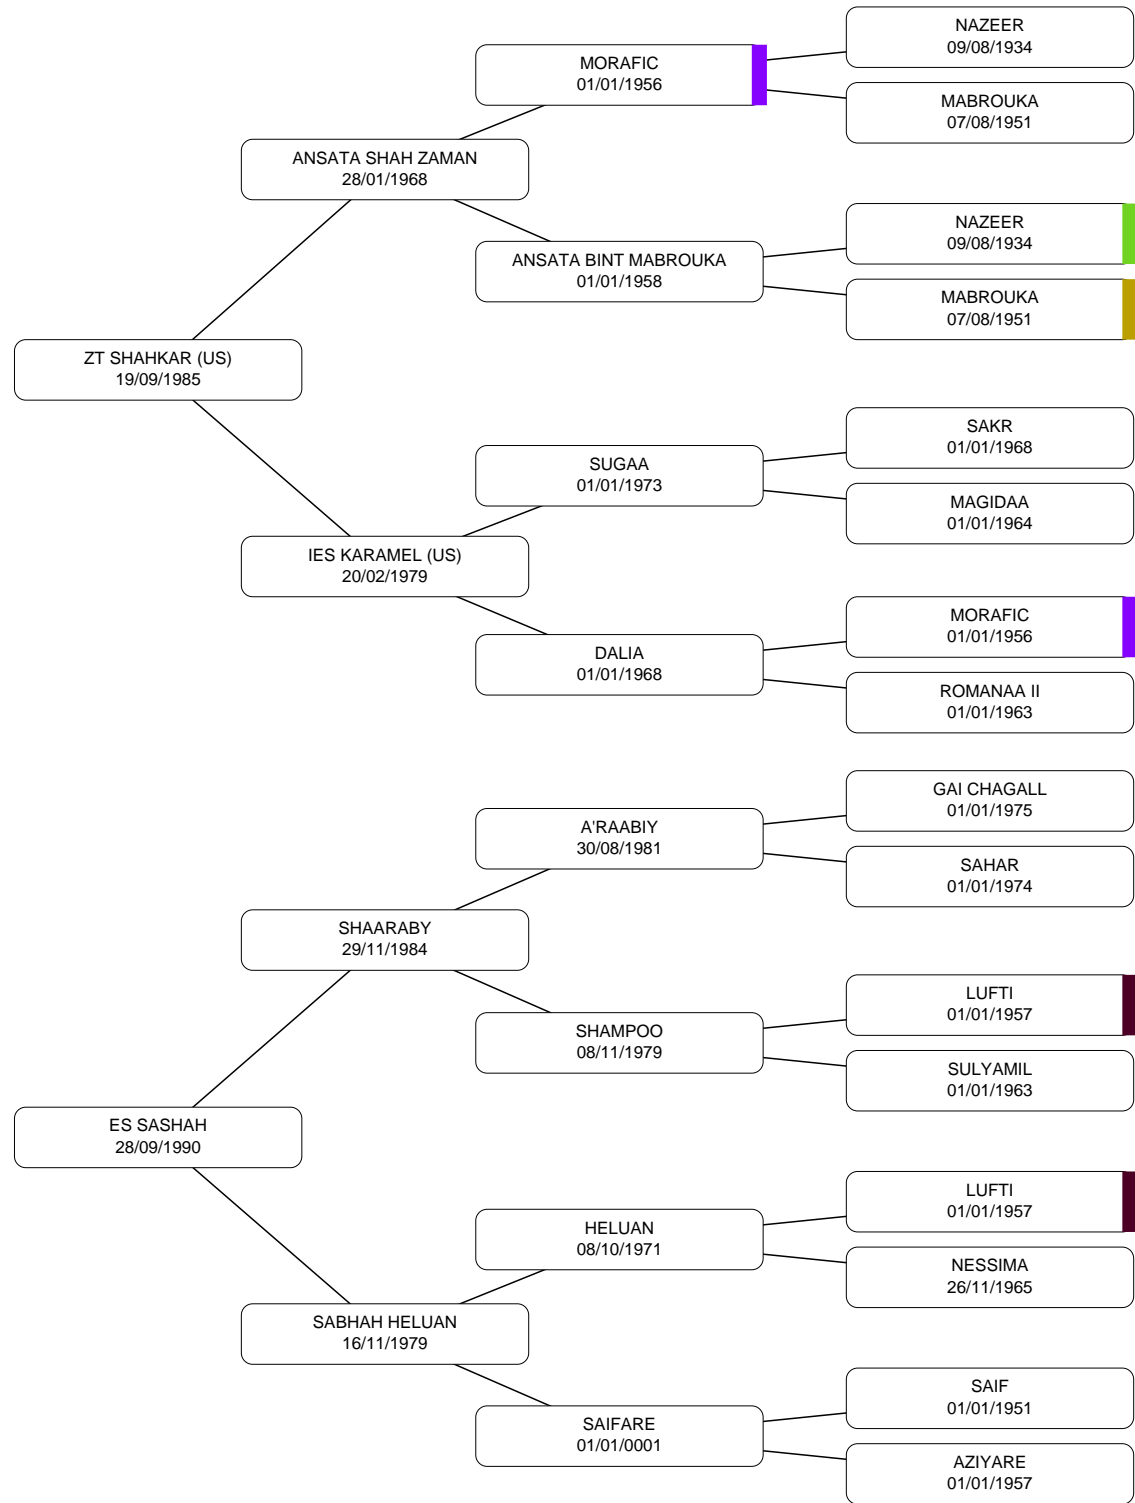 NAZEER
09/08/1934
MORAFIC
01/01/1956
MABROUKA
07/08/1951
ANSATA SHAH ZAMAN
28/01/1968
NAZEER
09/08/1934
ANSATA BINT MABROUKA
01/01/1958
MABROUKA
07/08/1951
ZT SHAHKAR (US)
19/09/1985
SAKR
01/01/1968
SUGAA
01/01/1973
MAGIDAA
01/01/1964
IES KARAMEL (US)
20/02/1979
MORAFIC
01/01/1956
DALIA
01/01/1968
ROMANAA II
01/01/1963
GAI CHAGALL
01/01/1975
A'RAABIY
30/08/1981
SAHAR
01/01/1974
SHAARABY
29/11/1984
LUFTI
01/01/1957
SHAMPOO
08/11/1979
SULYAMIL
01/01/1963
ES SASHAH
28/09/1990
LUFTI
01/01/1957
HELUAN
08/10/1971
NESSIMA
26/11/1965
SABHAH HELUAN
16/11/1979
SAIF
01/01/1951
SAIFARE
01/01/0001
AZIYARE
01/01/1957